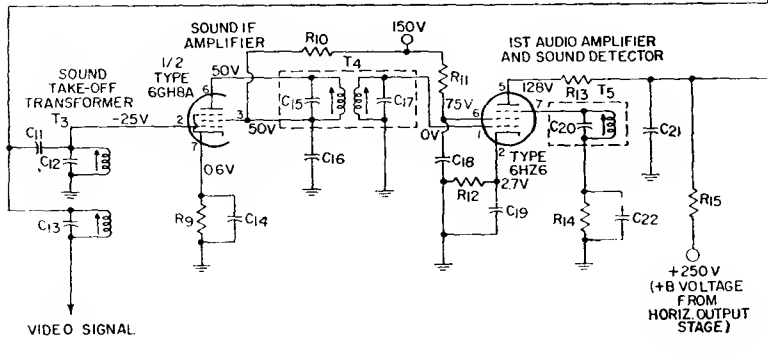 SOUND IF
AMPLIFIER
150V
1ST AUDIO AMPLIFIER
AND SOUND DETECTOR
R10
1/2
TYPE
6GH8A
SOUND
TAKE-OFF
TRANSFORMER
T3
T4
R11
50V
6
128V
5
R13
T5
C15
C17
75V
7
C11
-25V
2
3
50V
6
C20
C21
C12
7
0V
1
C16
C18
2
TYPE
6HZ6
06V
R12
2.7V
R15
C13
R9
C14
C19
R14
C22
+250V
(+B VOLTAGE
FROM
HORIZ. OUTPUT
STAGE)
VIDEO SIGNAL